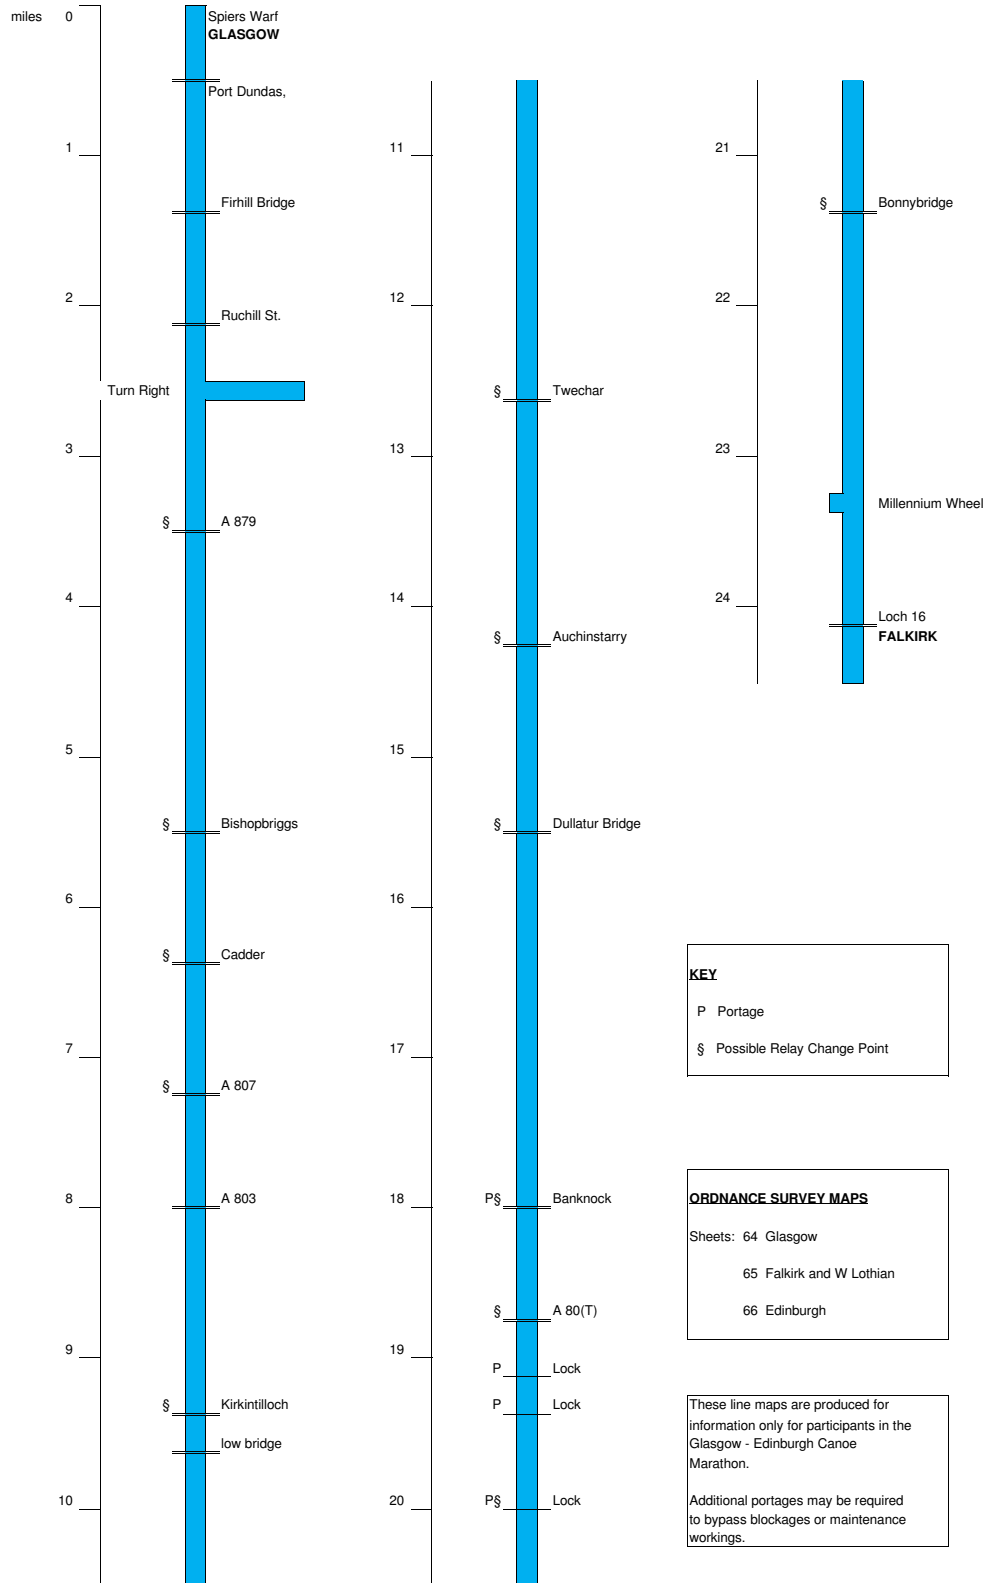 miles 0 Spiers Warf
GLASGOW
Port Dundas,
1
Firhill Bridge
2
Ruchill St.
Turn Right
3
§ A 879
4
5
§ Bishopbriggs
6
§ Cadder
7
§ A 807
8 A 803
9
§ Kirkintilloch
low bridge
10
11
12
§ Twechar
13
14
§ Auchinstarry
15
§ Dullatur Bridge
16
17
18 P§ Banknock
§ A 80(T)
19
P Lock
P Lock
20 P§ Lock
21
§ Bonnybridge
22
23
Millennium Wheel
24
Loch 16
FALKIRK
KEY
P Portage
§ Possible Relay Change Point
ORDNANCE SURVEY MAPS
Sheets: 64 Glasgow
65 Falkirk and W Lothian
66 Edinburgh
These line maps are produced for
information only for participants in the
Glasgow - Edinburgh Canoe
Marathon.
Additional portages may be required
to bypass blockages or maintenance
workings.